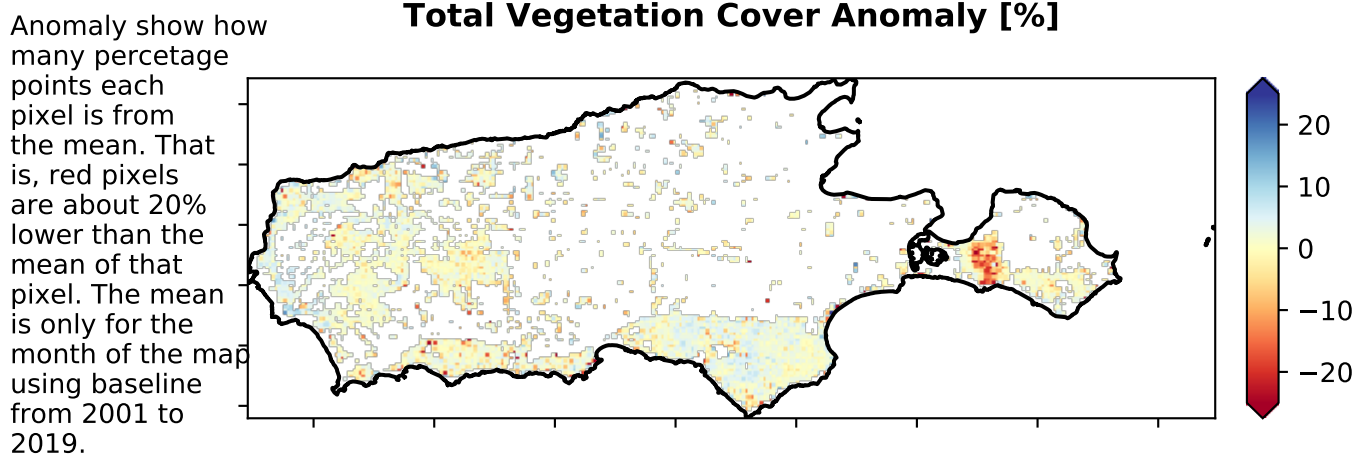 Total Vegetation Cover Anomaly [%]
Anomaly show how
many percetage
points each
pixel is from
the mean. That
is, red pixels
are about 20%
lower than the
mean of that
pixel. The mean
is only for the
month of the map
using baseline
from 2001 to
2019.
20
10
0
−10
−20